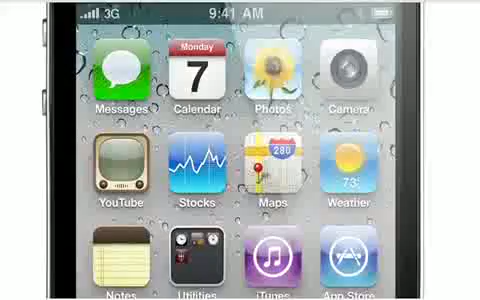 3G 9:41 AM
Monday
7
280
Messages Calendar Photos Camera
73°
YouTube Stocks Maps Weather
Notes Utilities iTunes App Store